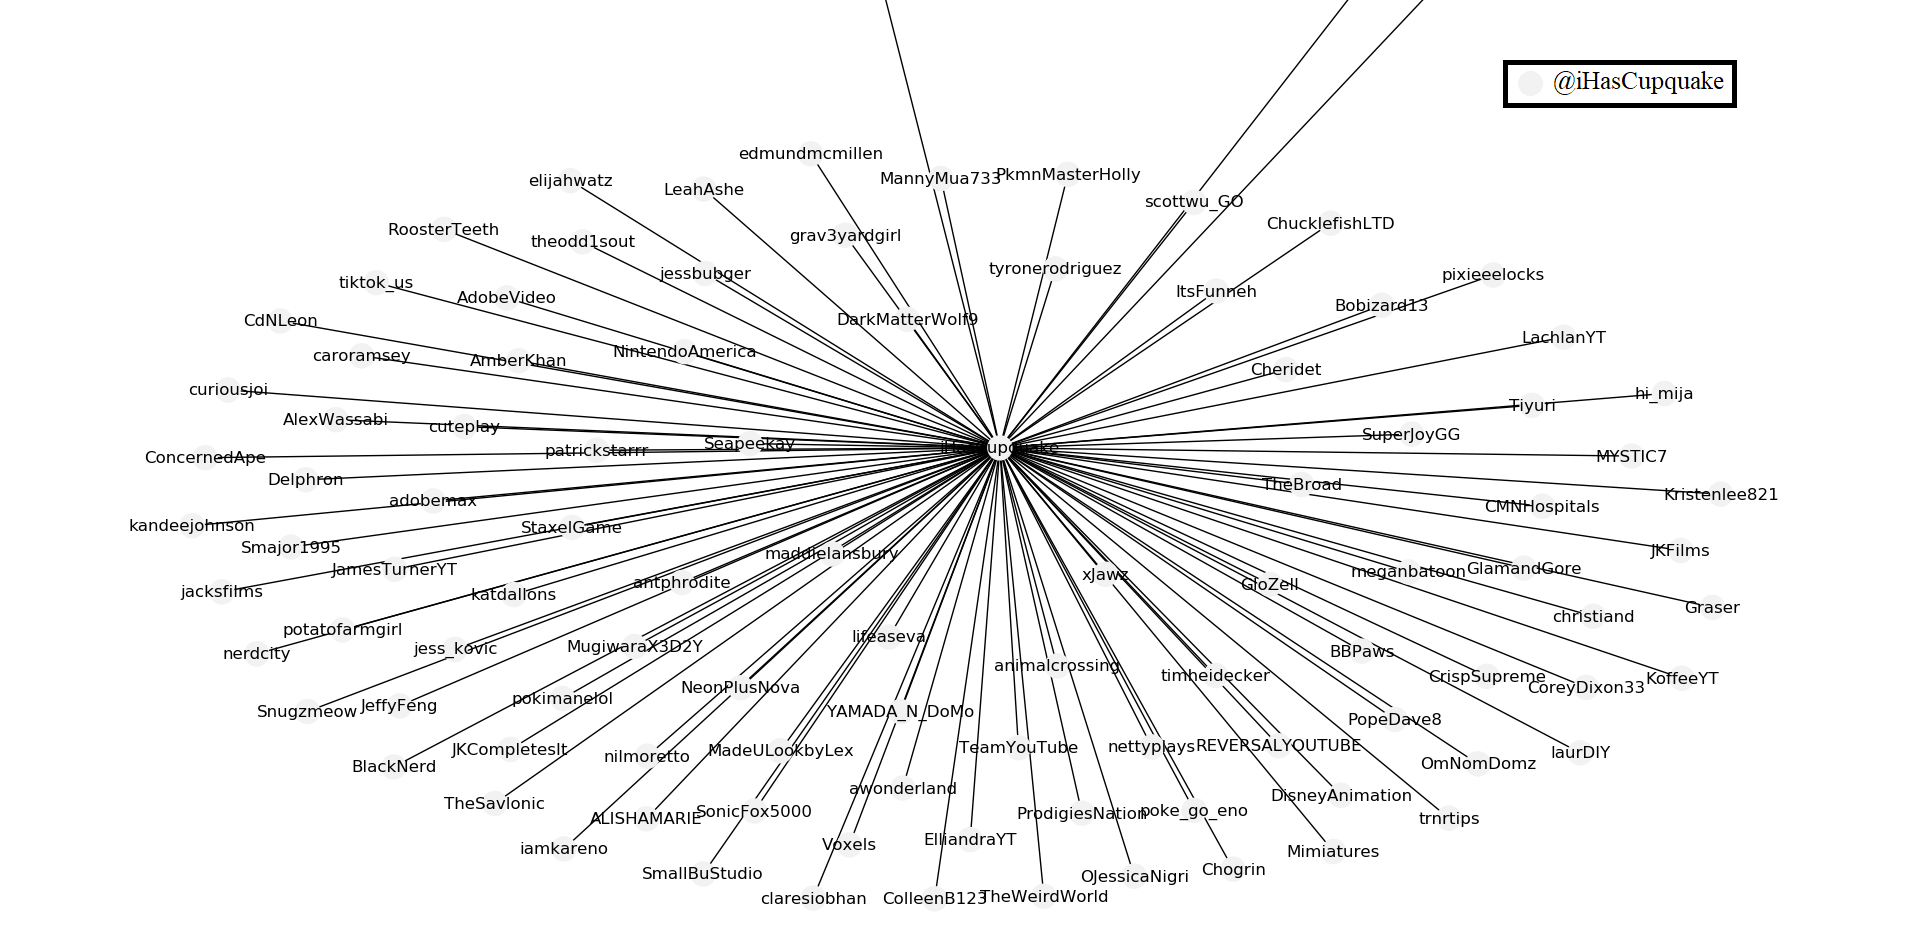 @iHasCupquake
edmundmcmillen
MannyMua733
PkmnMasterHolly
elijahwatz
LeahAshe
scottwu_GO
ChucklefishLTD
RoosterTeeth
theodd1sout
grav3yardgirl
jessbubger
tyronerodriguez
pixieeelocks
tiktok_us
AdobeVideo
ItsFunneh
Bobizard13
CdNLeon
DarkMatterWolf9
LachlanYT
caroramsey
AmberKhan
NintendoAmerica
Cheridet
curiousjoi
hi_mija
Tiyuri
AlexWassabi
cuteplay
SuperJoyGG
Seapeekay
patrickstarrr
iHasCupquake
ConcernedApe
MYSTIC7
Delphron
TheBroad
Kristenlee821
adobemax
CMNHospitals
kandeejohnson
StaxelGame
Smajor1995
maddielansbury
JKFilms
JamesTurnerYT
antphrodite
xJawz
GloZell
meganbatoon
GlamandGore
jacksfilms
katdallons
Graser
christiand
potatofarmgirl
lifeaseva
nerdcity
jess_kovic
MugiwaraX3D2Y
BBPaws
animalcrossing
timheidecker
CrispSupreme
KoffeeYT
NeonPlusNova
CoreyDixon33
pokimanelol
Snugzmeow
JeffyFeng
YAMADA_N_DoMo
PopeDave8
JKCompletesIt
MadeULookbyLex
TeamYouTube
nettyplays
REVERSALYOUTUBE
laurDIY
nilmoretto
BlackNerd
OmNomDomz
awonderland
DisneyAnimation
TheSavIonic
SonicFox5000
ProdigiesNation
poke_go_eno
ALISHAMARIE
trnrtips
iamkareno
Voxels
ElliandraYT
Mimiatures
SmallBuStudio
OJessicaNigri
Chogrin
claresiobhan
ColleenB123
TheWeirdWorld